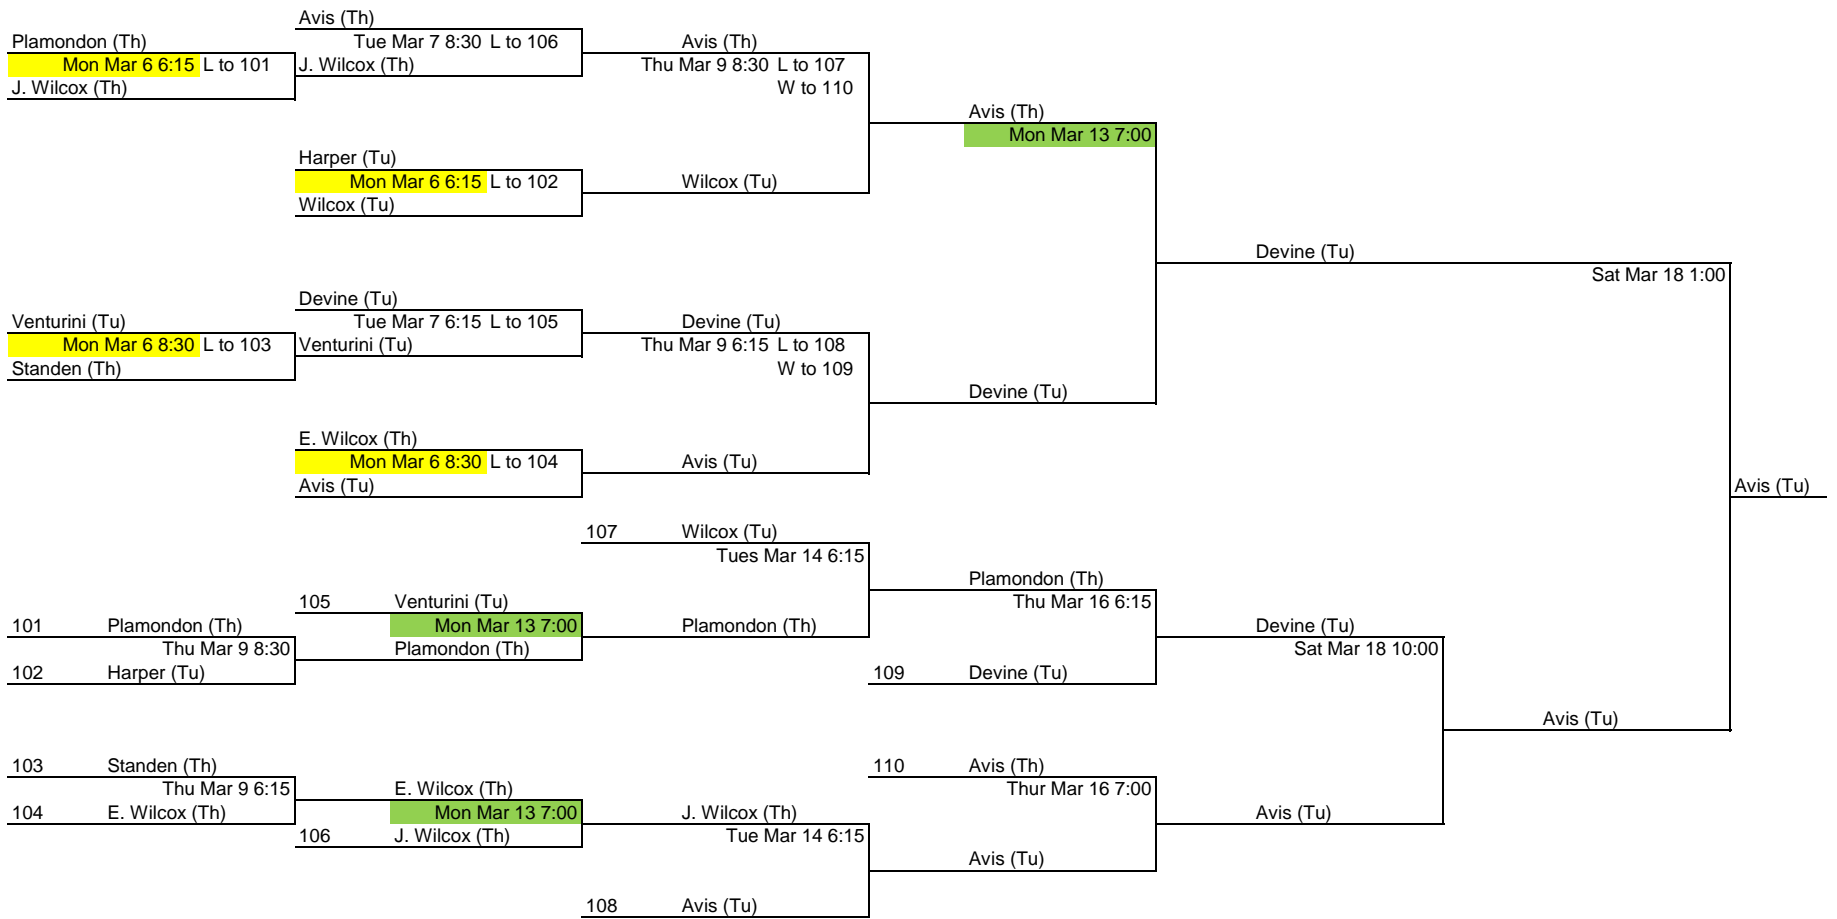 Avis (Th)
Plamondon (Th) Tue Mar 7 8:30 L to 106 Avis (Th)
Mon Mar 6 6:15 L to 101 J. Wilcox (Th) Thu Mar 9 8:30 L to 107
J. Wilcox (Th) W to 110
Avis (Th)
Mon Mar 13 7:00
Harper (Tu)
Mon Mar 6 6:15 L to 102 Wilcox (Tu)
Wilcox (Tu)
Devine (Tu)
Sat Mar 18 1:00
Devine (Tu)
Venturini (Tu) Tue Mar 7 6:15 L to 105 Devine (Tu)
Mon Mar 6 8:30 L to 103 Venturini (Tu) Thu Mar 9 6:15 L to 108
Standen (Th) W to 109
Devine (Tu)
E. Wilcox (Th)
Mon Mar 6 8:30 L to 104 Avis (Tu)
Avis (Tu) Avis (Tu)
107 Wilcox (Tu)
Tues Mar 14 6:15
Plamondon (Th)
105 Venturini (Tu) Thu Mar 16 6:15
101 Plamondon (Th) Mon Mar 13 7:00 Plamondon (Th) Devine (Tu)
Thu Mar 9 8:30 Plamondon (Th) Sat Mar 18 10:00
102 Harper (Tu) 109 Devine (Tu)
Avis (Tu)
103 Standen (Th) 110 Avis (Th)
Thu Mar 9 6:15 E. Wilcox (Th) Thur Mar 16 7:00
104 E. Wilcox (Th) Mon Mar 13 7:00 J. Wilcox (Th) Avis (Tu)
106 J. Wilcox (Th) Tue Mar 14 6:15
Avis (Tu)
108 Avis (Tu)